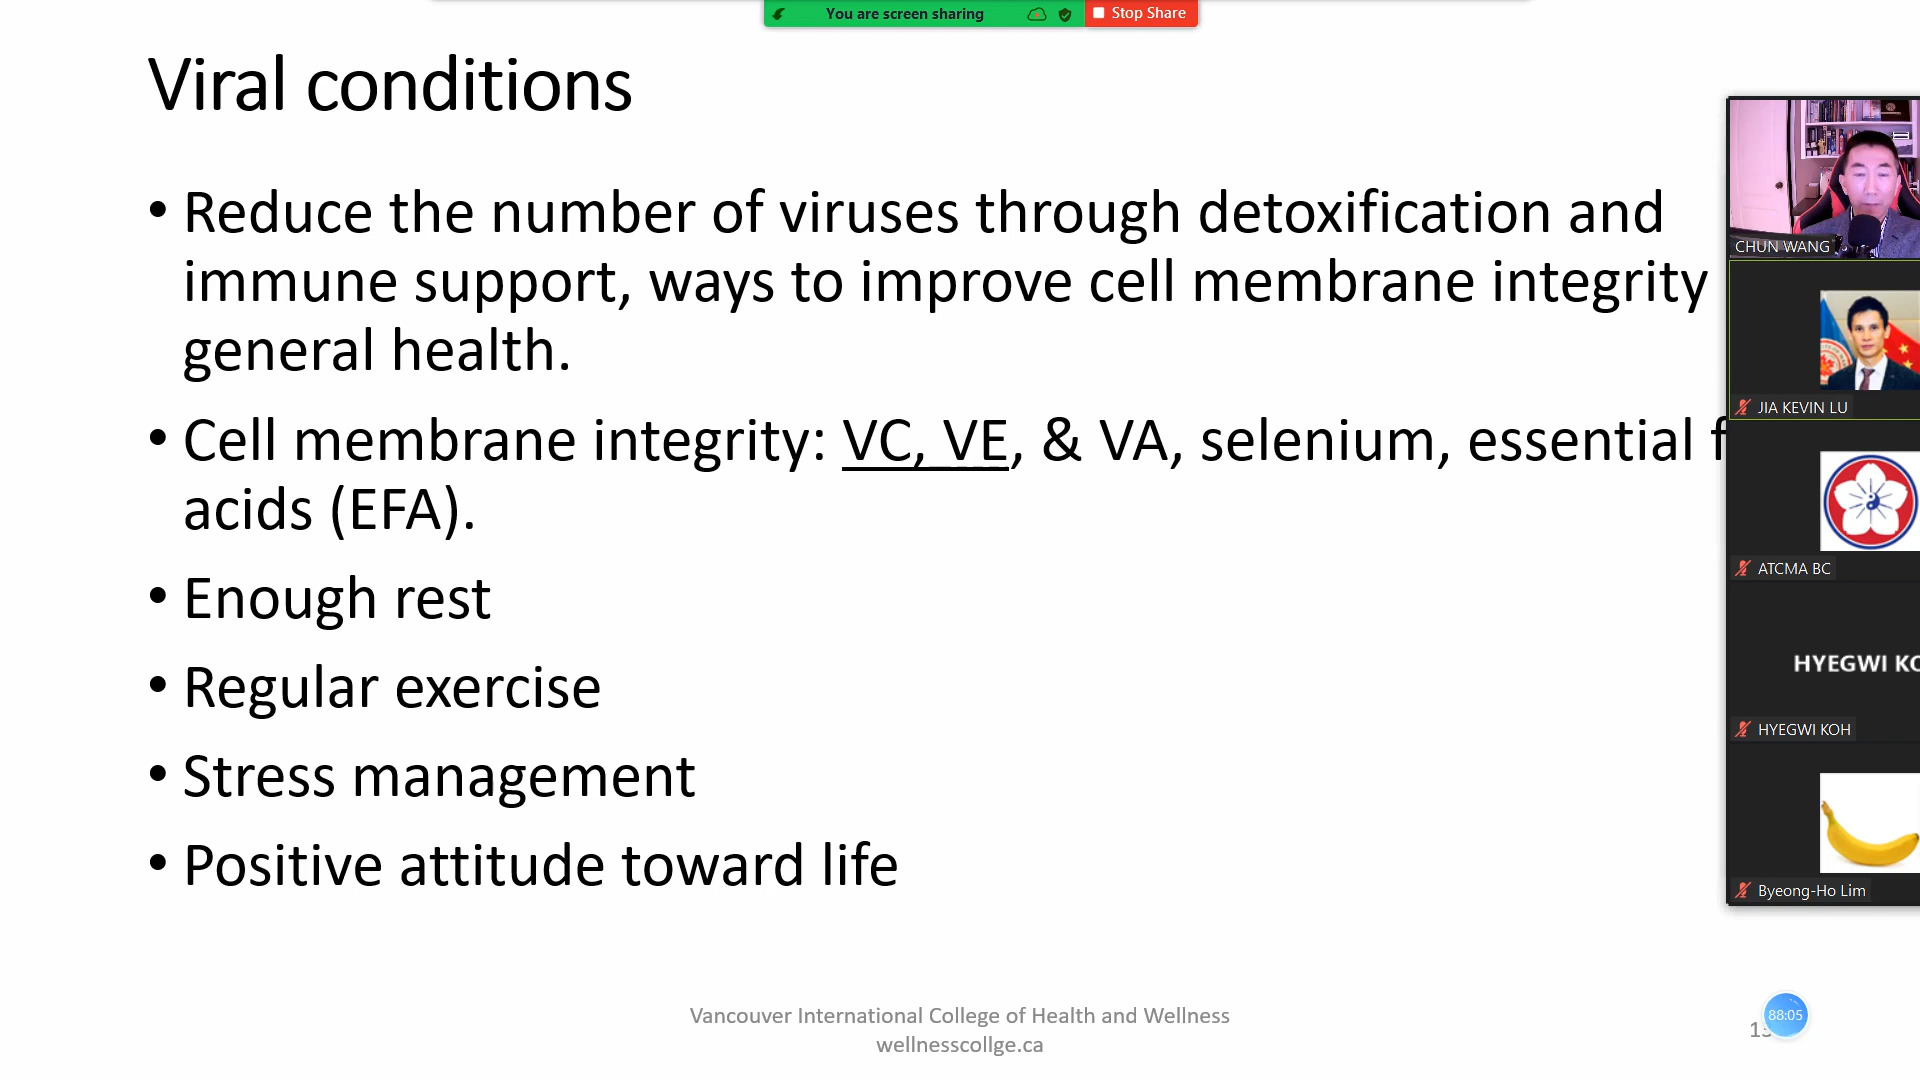 You are screen sharing
Stop Share
Viral conditions
• Reduce the number of viruses through detoxification and
immune support, ways to improve cell membrane integrity
general health.
• Cell membrane integrity: VC, VE, & VA, selenium, essential
acids (EFA).
• Enough rest
• Regular exercise
• Stress management
• Positive attitude toward life
CHUN WANG
JIA KEVIN LU
ATCMA BC
HYEGWI
HYEGWI KOH
Byeong-Ho Lim
Vancouver International College of Health and Wellness
wellnesscollge.ca
88:05